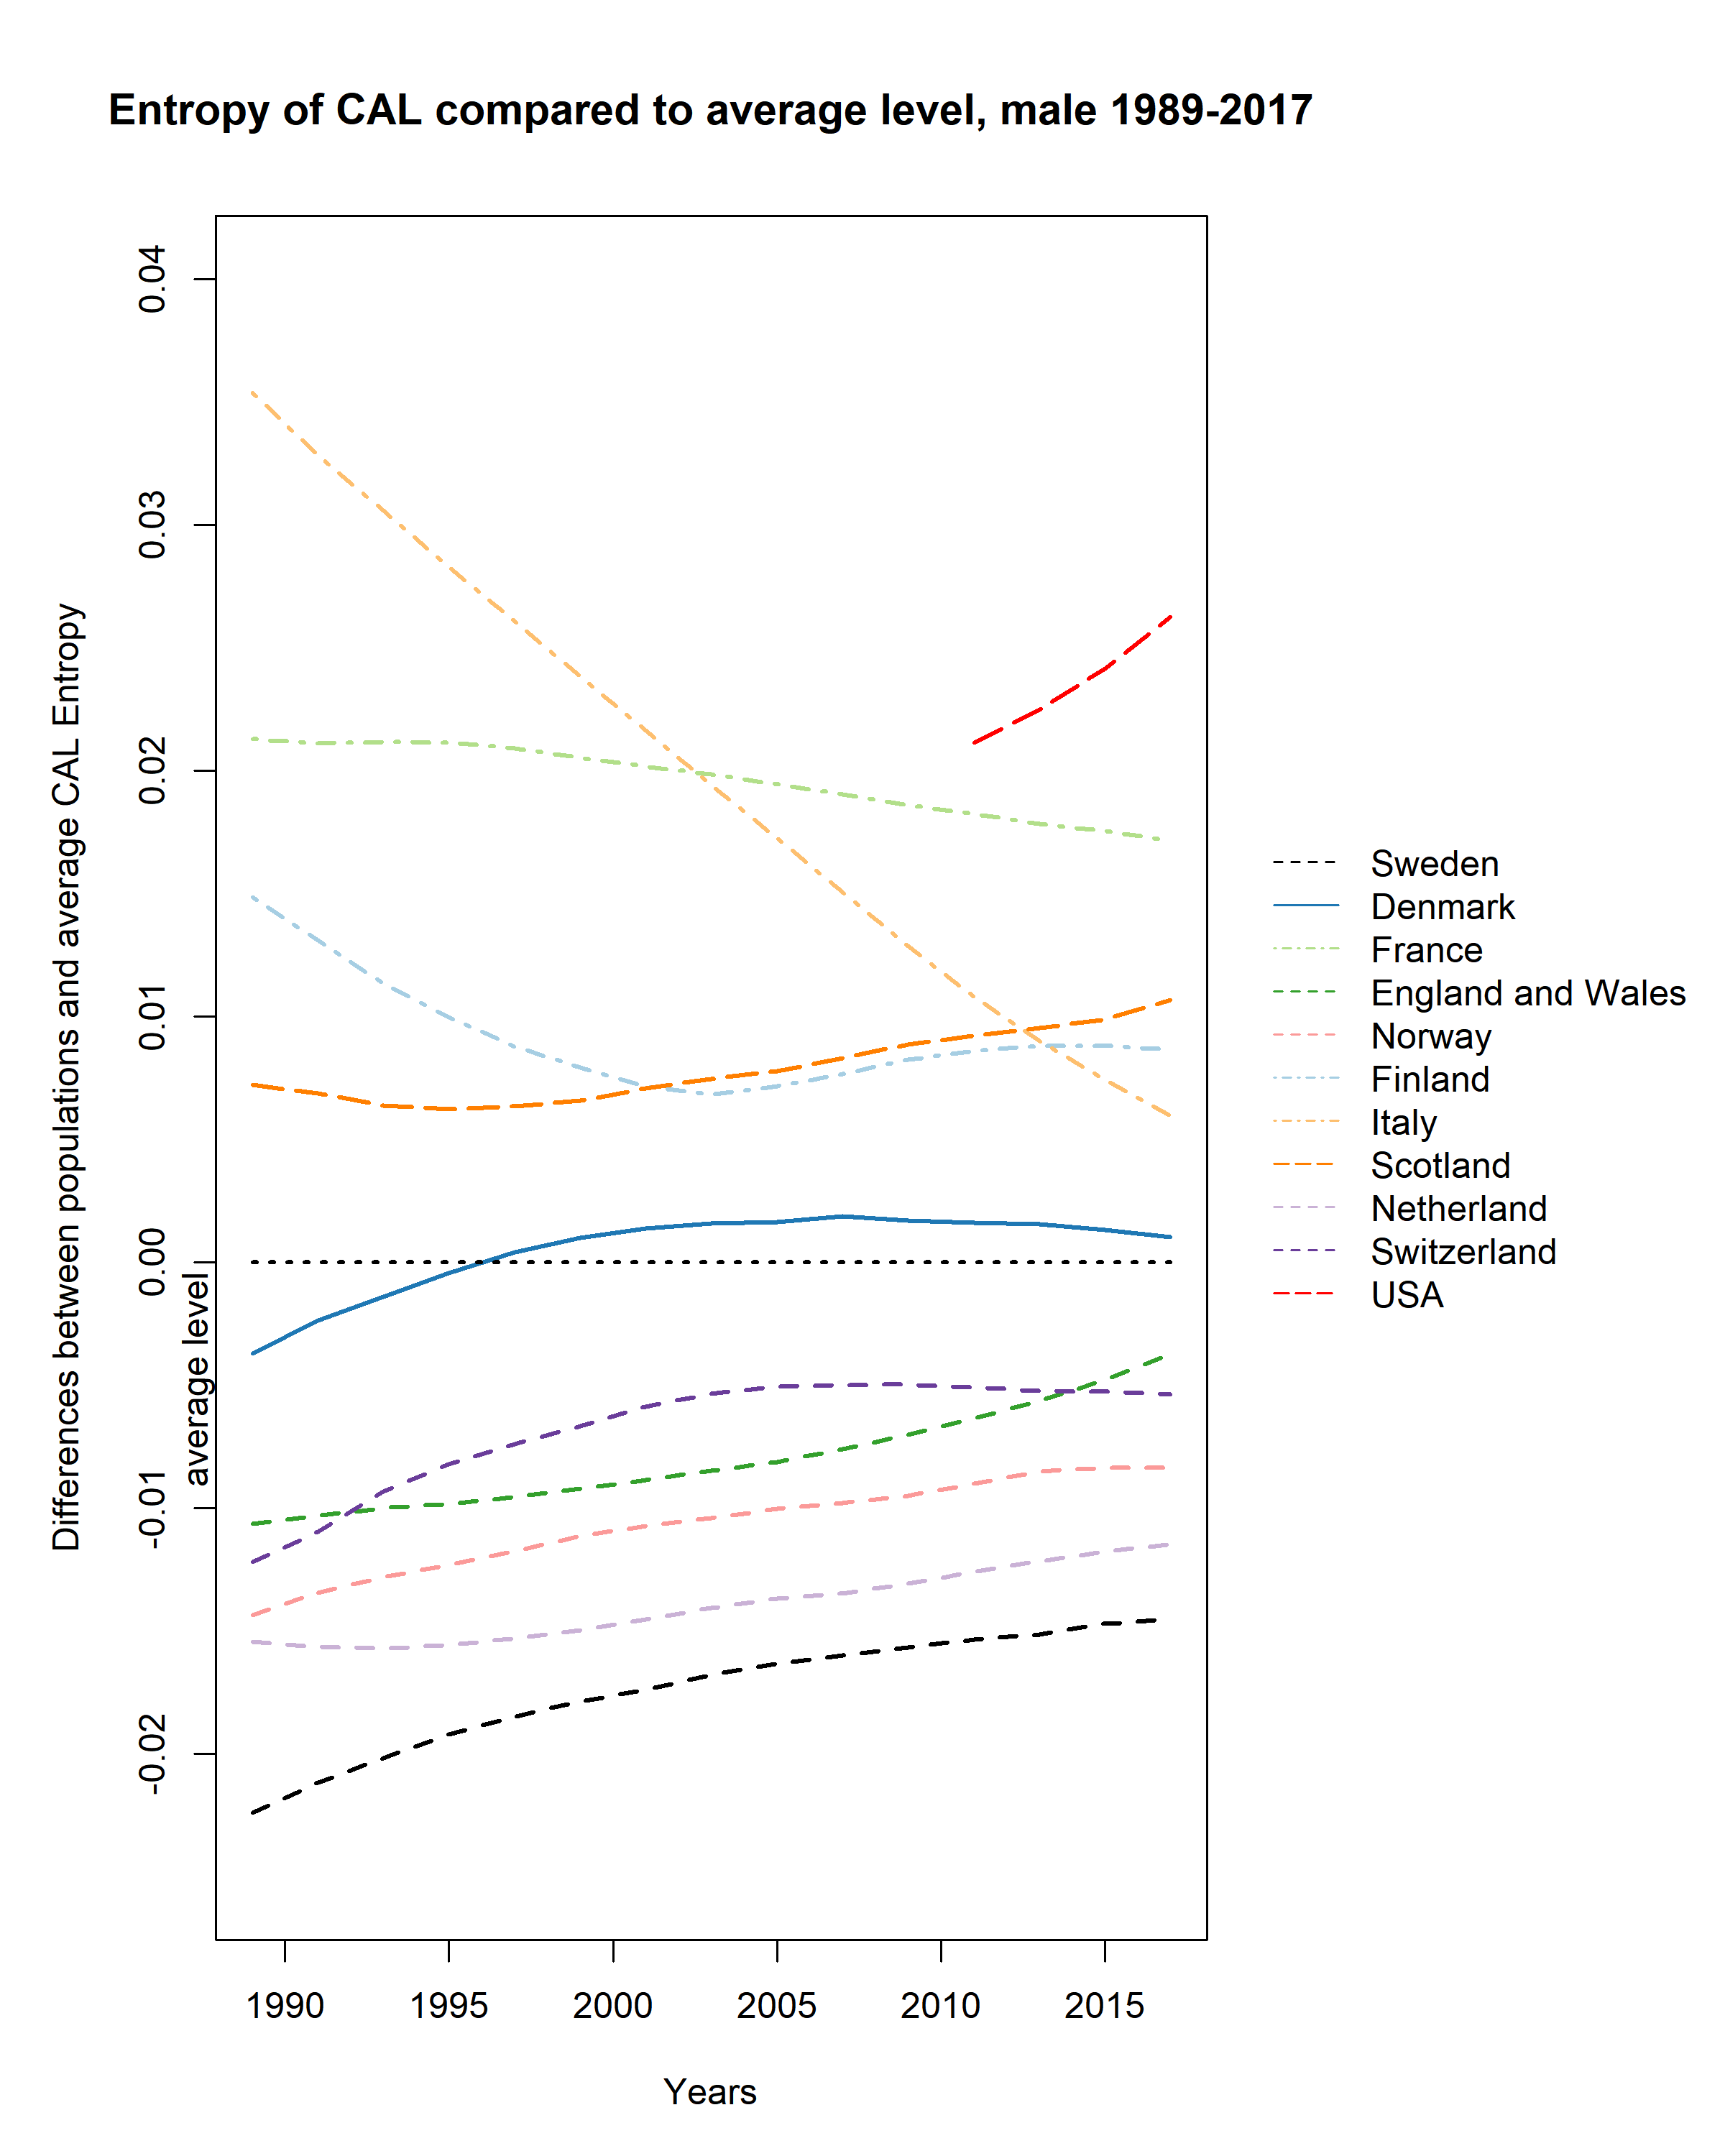 Entropy of CAL compared to average level, male 1989-2017
Differences between populations and average CAL Entropy
0.04
0.03
0.02
0.01
0.00
-0.01
-0.02
average level
1990 1995 2000 2005 2010 2015
Years
Sweden
Denmark
France
England and Wales
Norway
Finland
Italy
Scotland
Netherland
Switzerland
USA